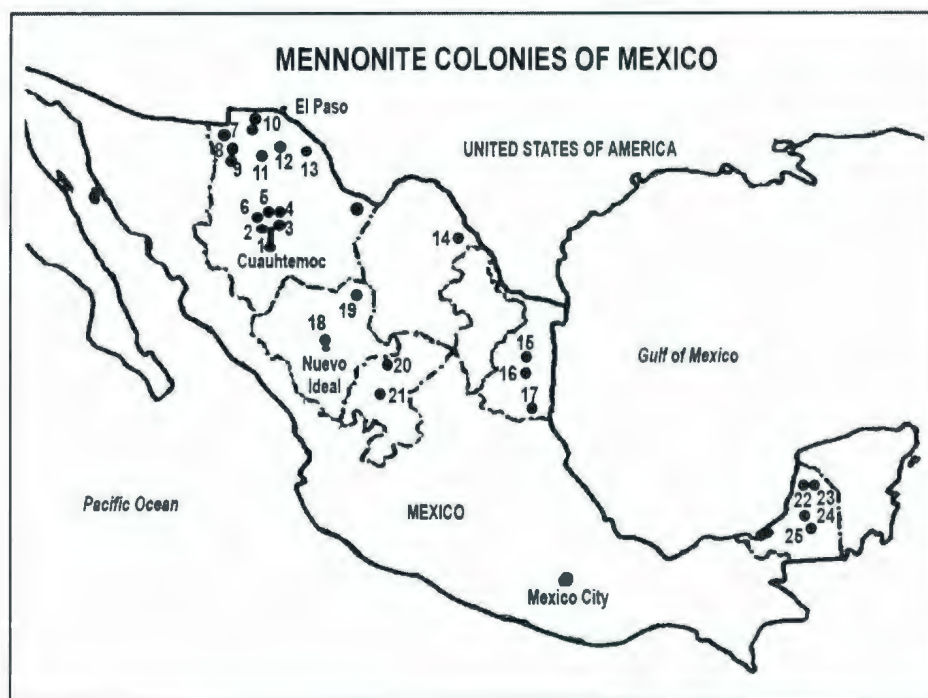 MENNONITE COLONIES OF MEXICO
El Paso
10
7
8
9
11
12
13
UNITED STATES OF AMERICA
5
4
6
3
2
1
Cuauhtemoc
14
19
18
Nuevo
Ideal
20
21
15
16
17
Gulf of Mexico
Pacific Ocean
MEXICO
22
23
24
25
Mexico City